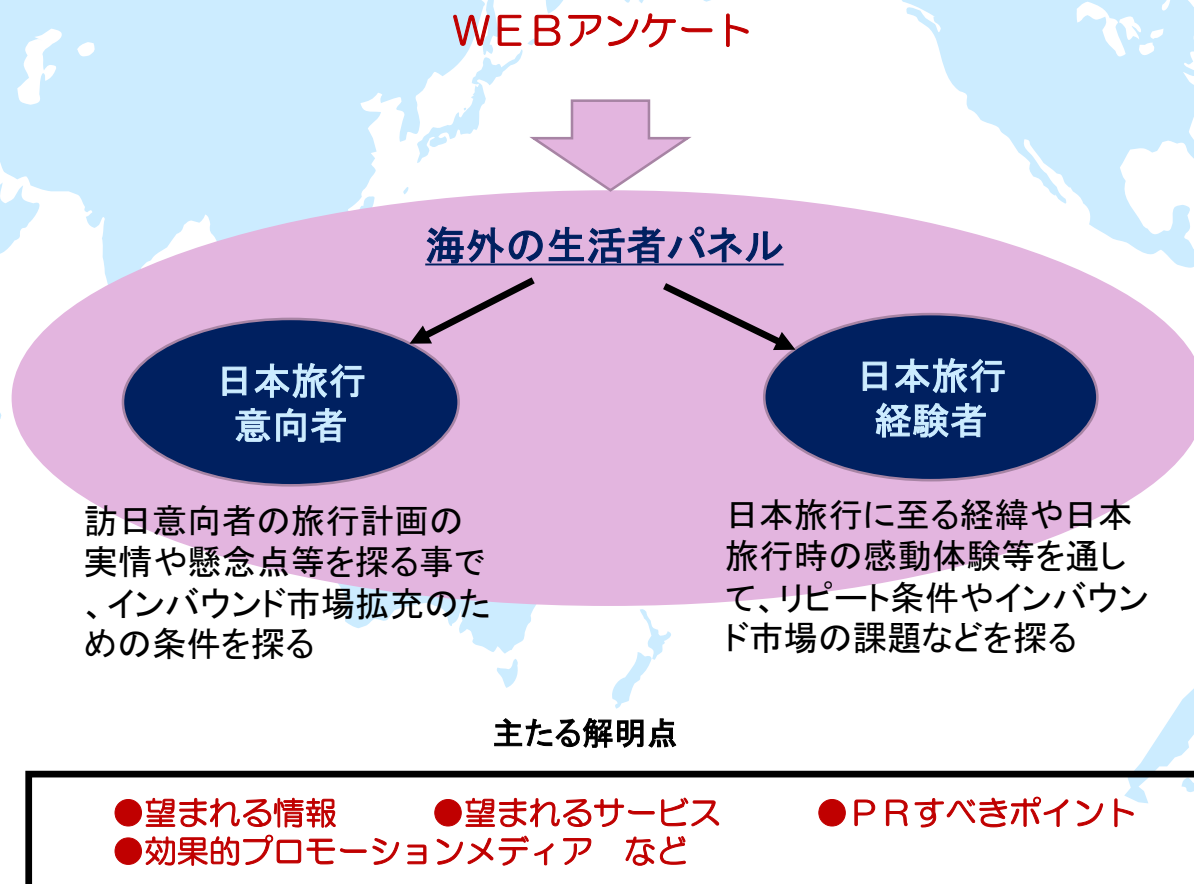 WEBアンケート
海外の生活者パネル
日本旅行
意向者
日本旅行
経験者
訪日意向者の旅行計画の
実情や懸念点等を探る事で
、インバウンド市場拡充のた
めの条件を探る
日本旅行に至る経緯や日本
旅行時の感動体験等を通し
て、リピート条件やインバウン
ド市場の課題などを探る
主たる解明点
●望まれる情報　●望まれるサービス　●PRすべきポイント
●効果的プロモーションメディア　など